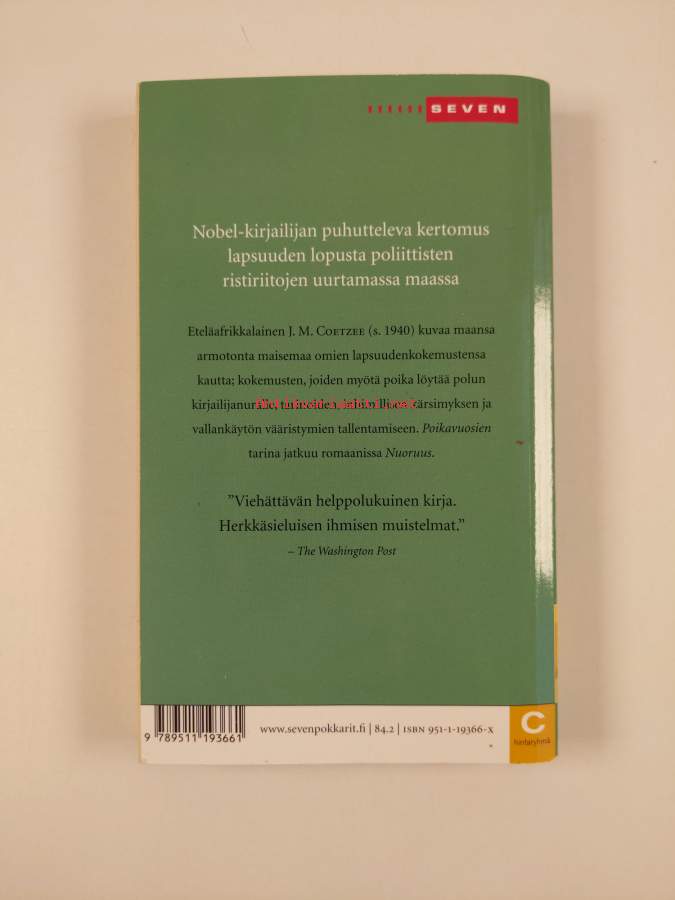 SEVEN
Nobel-kirjailijan puhutteleva kertomus
lapsuuden lopusta poliittisten
ristiriitojen uurtamassa maassa
Eteläafrikkalainen J. M. COETZEE (s. 1940) kuvaa maansa
armotonta maisemaa omien lapsuudenkokemustensa
kautta; kokemusten, joiden myötä poika löytää polun
kirjailijanuralle, kärsimyksen ja
vallankäytön vääristymien tallentamiseen. Poikavuosien
tarina jatkuu romaanissa Nuoruus.
”Viehättävän helppolukuinen kirja.
Herkkäsieluisen ihmisen muistelmat.”
– The Washington Post
9 789511 193661
www.sevenpokkarit.fi | 84.2 | ISBN 951-1-19366-x
C
hintaryhmä